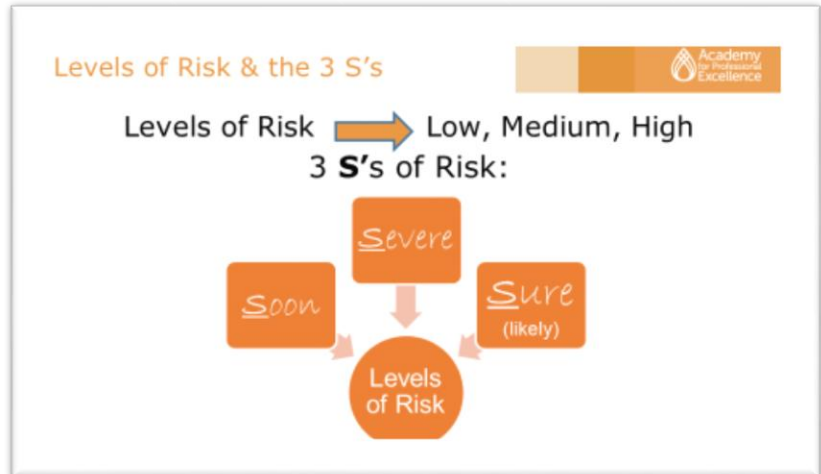 Levels of Risk & the 3 S's
Academy
for Professional
Excellence
Levels of Risk Low, Medium, High
3 S's of Risk:
Severe
Soon
Sure
(likely)
Levels
of Risk